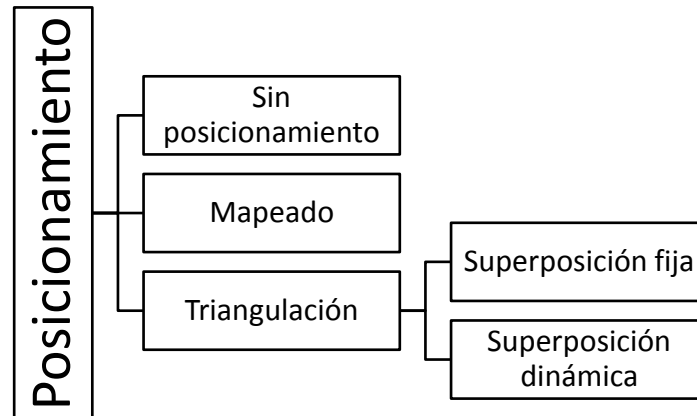 Posicionamiento
Sin
posicionamiento
Mapeado
Triangulación
Superposición fija
Superposición
dinámica